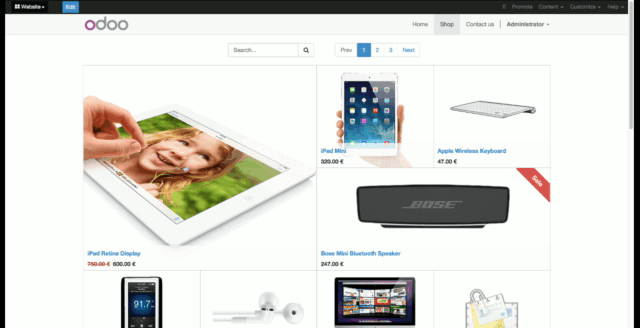 Website
Edit
Promote
Content
Customize
Help
odoo
Home
Shop
Contact us
Administrator
Search...
Prev
1
2
3
Next
iPad Mini
320.00 €
Apple Wireless Keyboard
47.00 €
Sale
BOSE
iPad Retina Display
750.00 € 600.00 €
Bose Mini Bluetooth Speaker
247.00 €
91.7